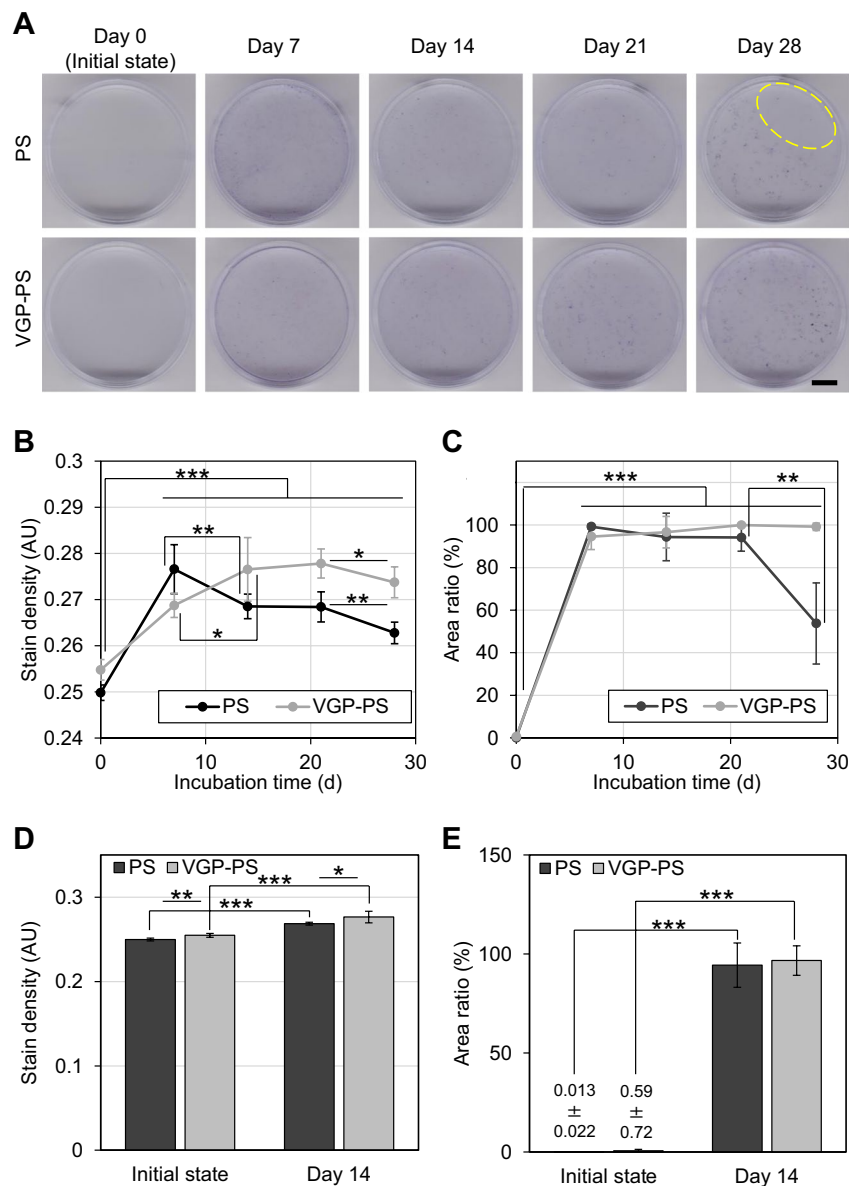 A
Day 0
(Initial state)
Day 7
Day 14
Day 21
Day 28
PS
VGP-PS
B
0.3
0.29
0.28
0.27
0.26
0.25
0.24
Stain density (AU)
***
**
*
*
**
PS
VGP-PS
0
10
20
30
Incubation time (d)
C
100
80
60
40
20
0
Area ratio (%)
***
**
PS
VGP-PS
0
10
20
30
Incubation time (d)
D
PS
VGP-PS
0.3
0.2
0.1
0
Stain density (AU)
**
***
***
*
Initial state
Day 14
E
150
100
50
0
Area ratio (%)
PS
VGP-PS
***
***
0.013
±
0.022
0.59
±
0.72
Initial state
Day 14